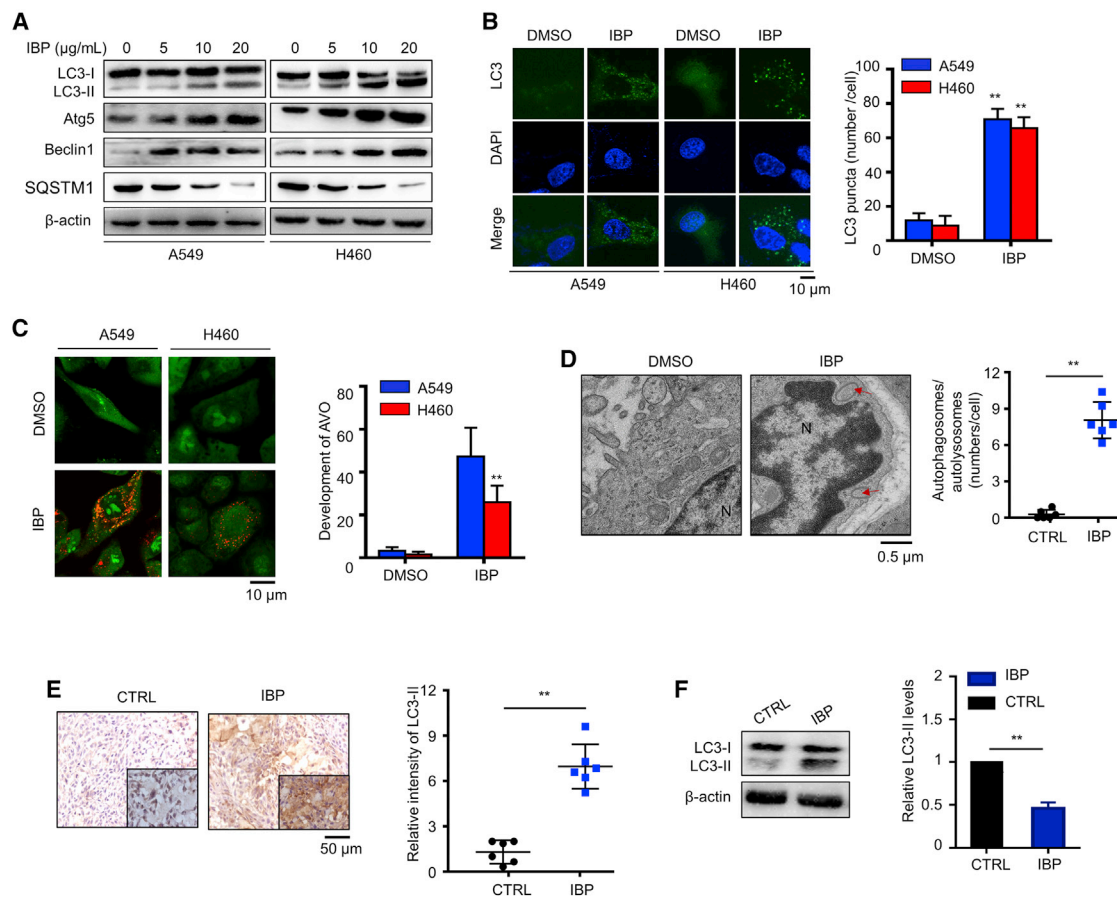 A
IBP (μg/mL) 0 5 10 20 0 5 10 20
LC3-I
LC3-II
Atg5
Beclin1
SQSTM1
β-actin
A549 H460
B
DMSO IBP DMSO IBP
LC3
DAPI
Merge
A549 H460
10 μm
LC3 puncta (number /cell)
100
80
60
40
20
0
A549
H460
** **
DMSO IBP
C
A549 H460
DMSO
IBP
10 μm
Development of AVO
80
60
40
20
0
A549
H460
**
DMSO IBP
D
DMSO IBP
N N
0.5 μm
Autophagosomes/
autolysosomes
(numbers/cell)
12
9
6
3
0
**
CTRL IBP
E
CTRL IBP
50 μm
Relative intensity of LC3-II
12
9
6
3
0
**
CTRL IBP
F
CTRL IBP
LC3-I
LC3-II
β-actin
IBP
CTRL
Relative LC3-II levels
2
1.5
1
0.5
0
**
CTRL IBP